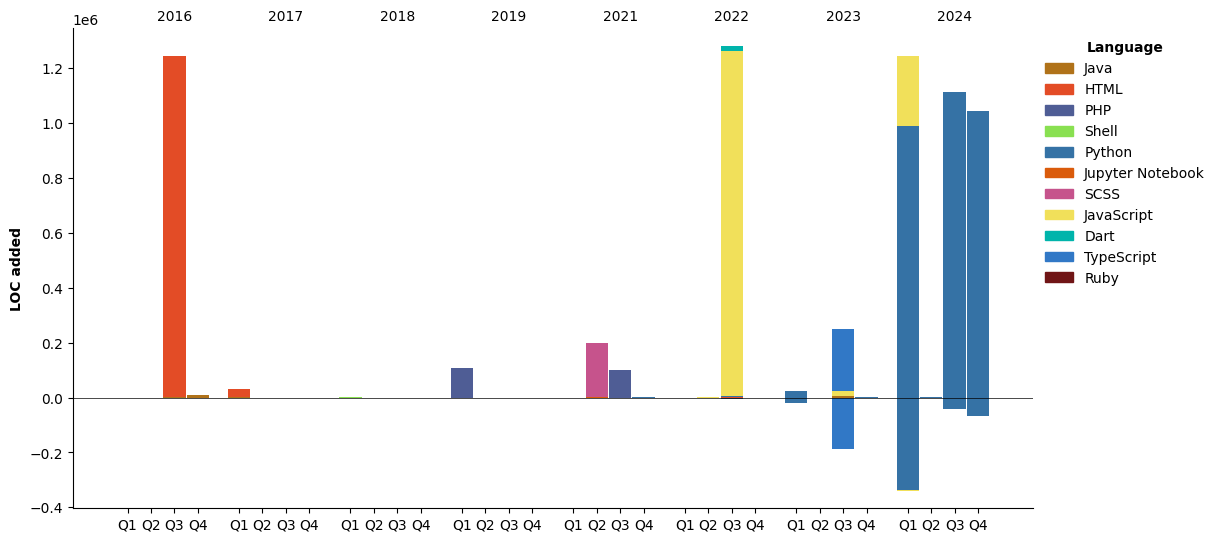 1e6
2016 2017 2018 2019 2021 2022 2023 2024
LOC added
1.2
1.0
0.8
0.6
0.4
0.2
0.0
−0.2
−0.4
Q1 Q2 Q3 Q4 Q1 Q2 Q3 Q4 Q1 Q2 Q3 Q4 Q1 Q2 Q3 Q4 Q1 Q2 Q3 Q4 Q1 Q2 Q3 Q4 Q1 Q2 Q3 Q4 Q1 Q2 Q3 Q4
Language
Java
HTML
PHP
Shell
Python
Jupyter Notebook
SCSS
JavaScript
Dart
TypeScript
Ruby